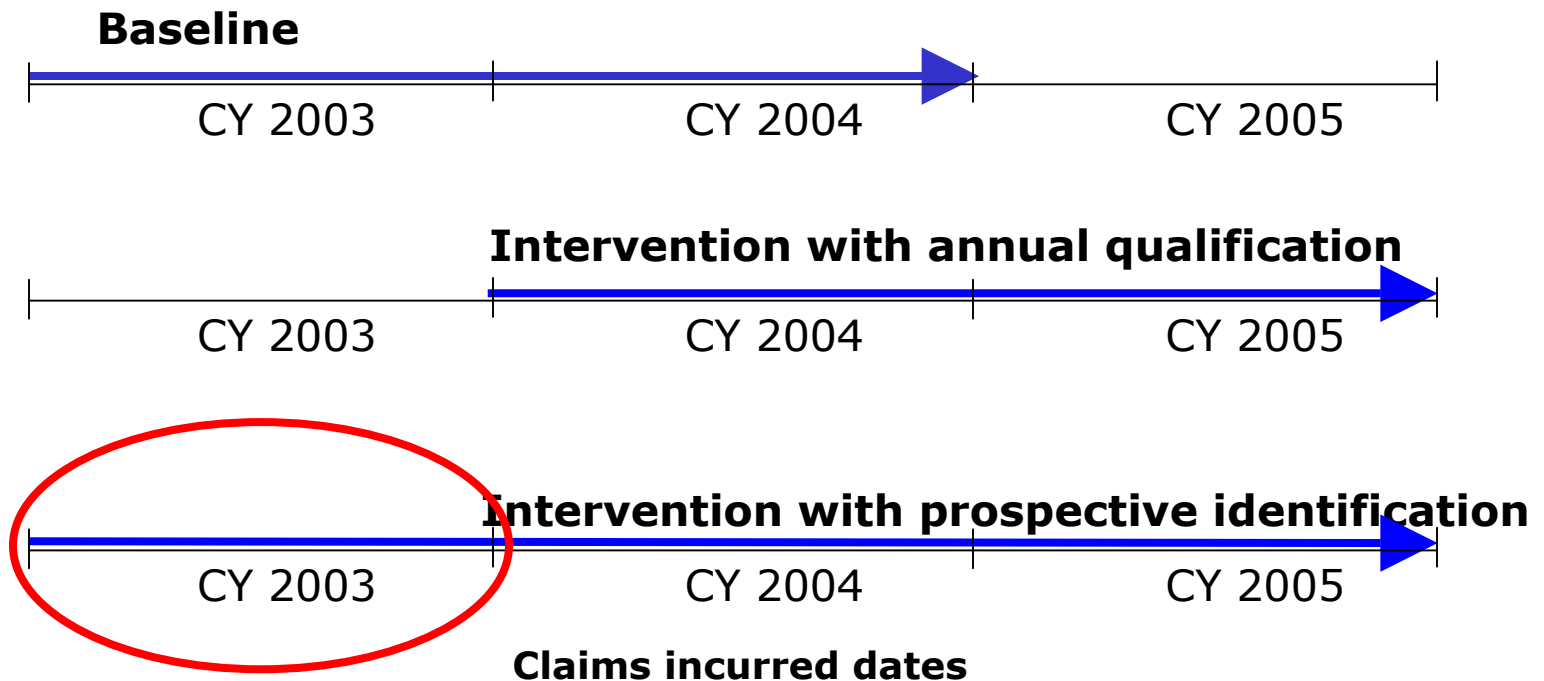 Baseline
CY 2003 CY 2004 CY 2005
Intervention with annual qualification
CY 2003 CY 2004 CY 2005
Intervention with prospective identification
CY 2003 CY 2004 CY 2005
Claims incurred dates